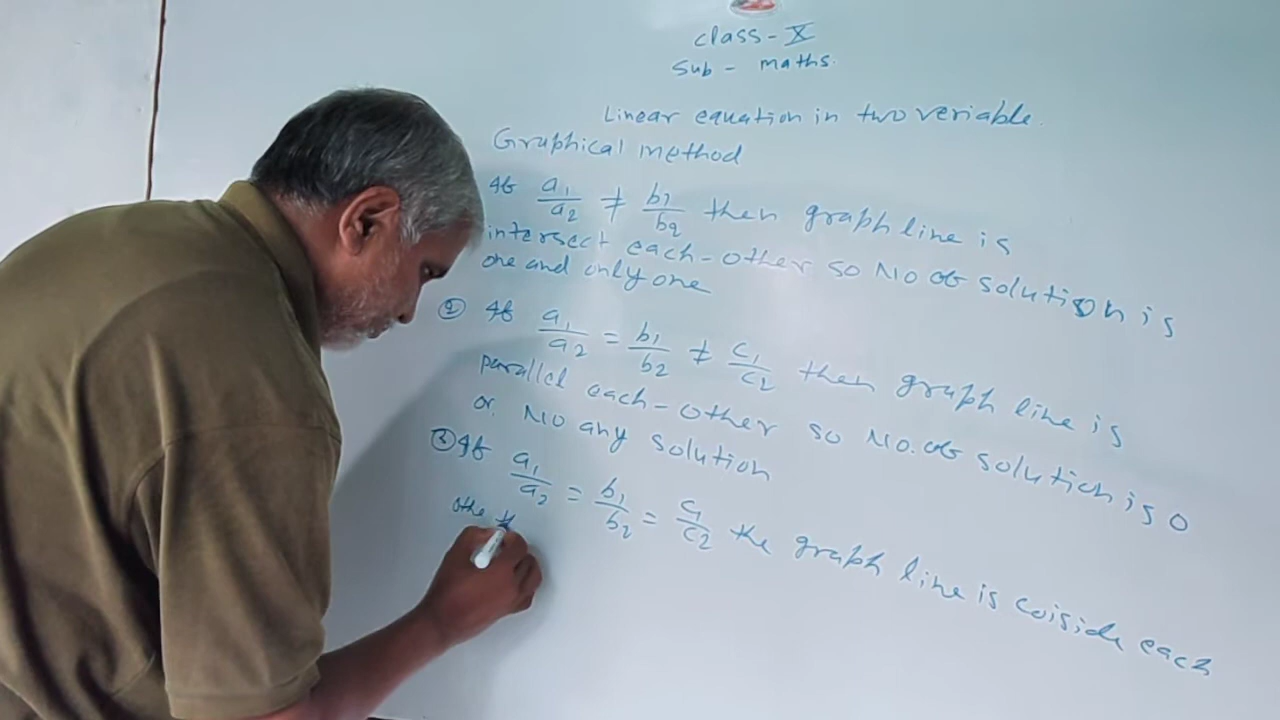 class - X
Sub - maths.
Linear equation in two veriable.
Graphical method
If a1/a2 ≠ b1/b2 then graph line is
intersect each-other so No of solution is
one and only one
② If a1/a2 = b1/b2 ≠ c1/c2 then graph line is
parallel each-other so No. of solution is 0
or. No any solution
③ If a1/a2 = b1/b2 = c1/c2 the graph line is coiside each
othe